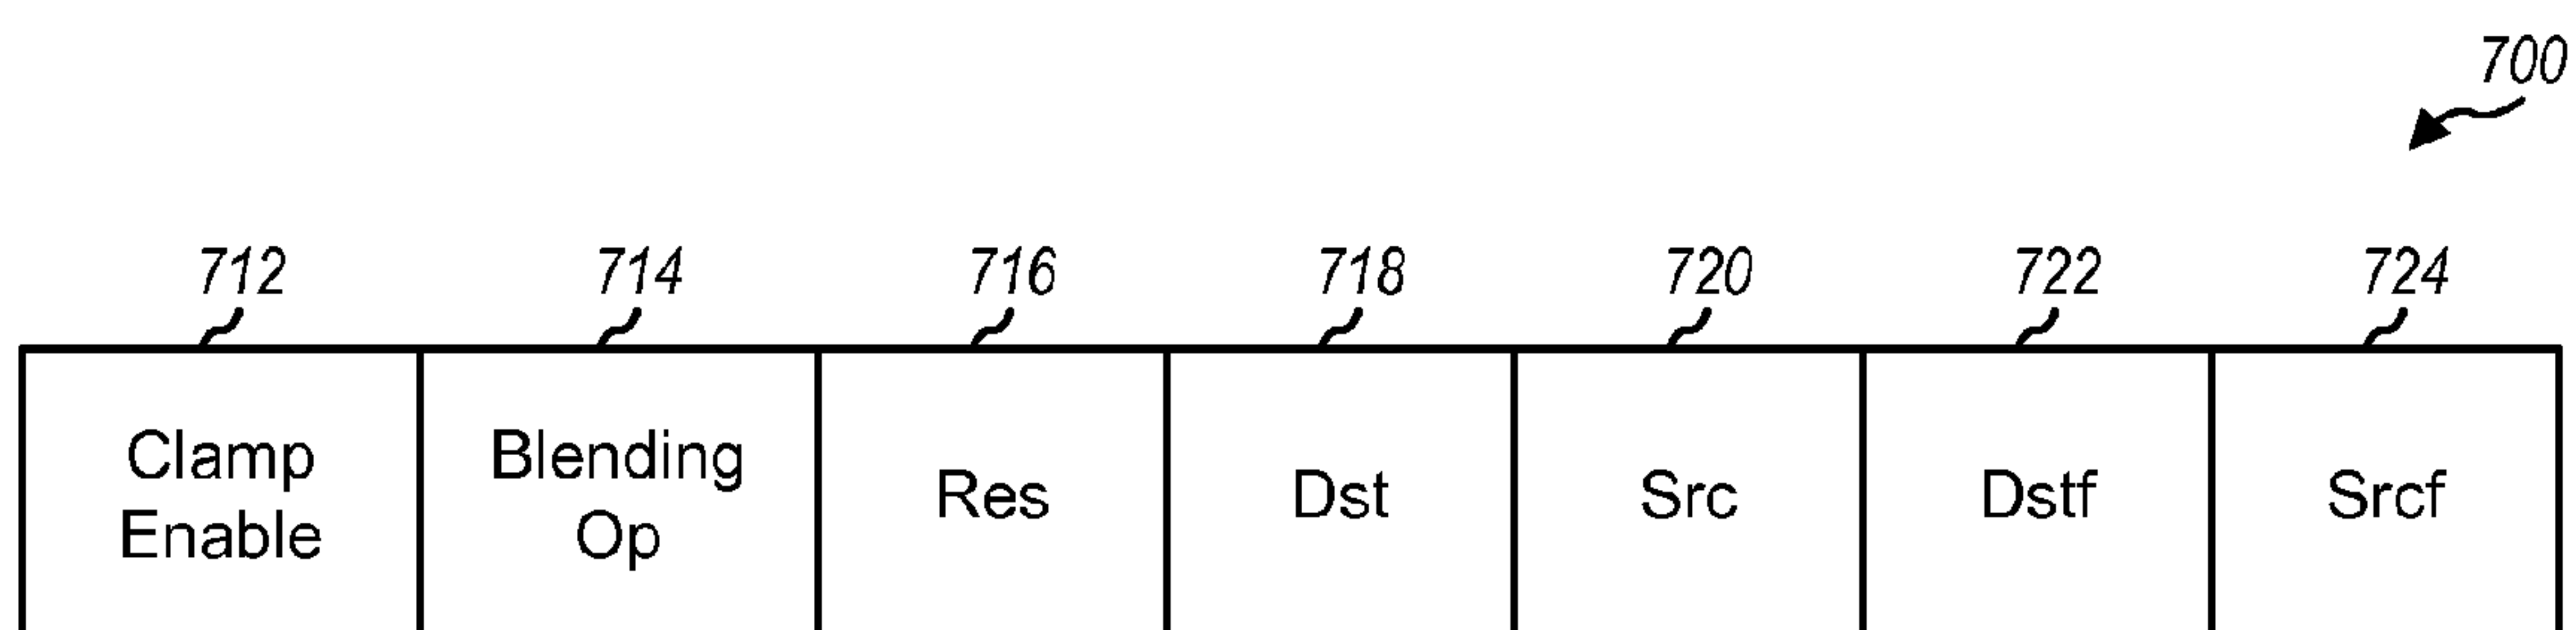 700
712 714 716 718 720 722 724
Clamp
Enable
Blending
Op
Res
Dst
Src
Dstf
Srcf